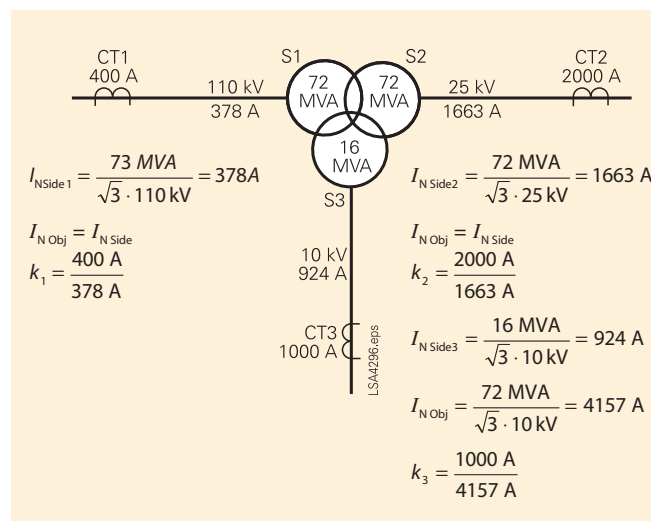 CT1
400 A
110 kV
378 A
S1
72
MVA
S2
72
MVA
16
MVA
S3
25 kV
1663 A
CT2
2000 A
I_NSide1 = 73 MVA / √3 · 110 kV = 378A
I_N Obj = I_N Side
k_1 = 400 A / 378 A
10 kV
924 A
CT3
1000 A
LSA4296.eps
I_N Side2 = 72 MVA / √3 · 25 kV = 1663 A
I_N Obj = I_N Side
k_2 = 2000 A / 1663 A
I_N Side3 = 16 MVA / √3 · 10 kV = 924 A
I_N Obj = 72 MVA / √3 · 10 kV = 4157 A
k_3 = 1000 A / 4157 A